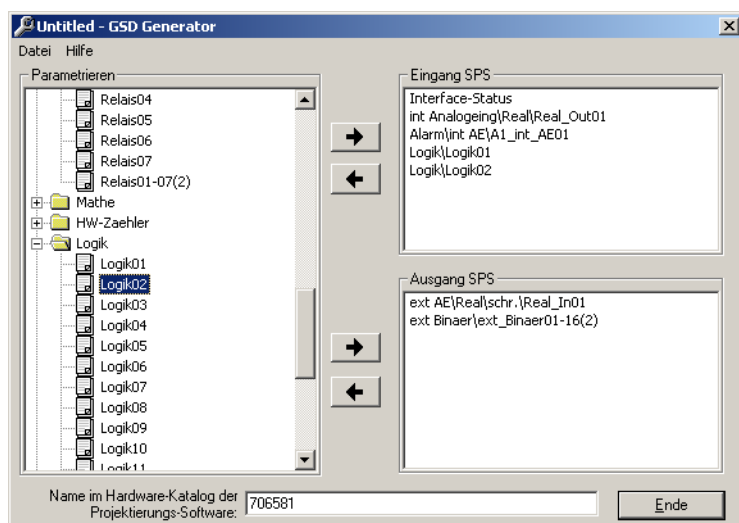 Untitled - GSD Generator
Datei Hilfe
Parametrieren
Relais04
Relais05
Relais06
Relais07
Relais01-07(2)
Mathe
HW-Zaehler
Logik
Logik01
Logik02
Logik03
Logik04
Logik05
Logik06
Logik07
Logik08
Logik09
Logik10
Logik11
Eingang SPS
Interface-Status
int Analogeing\Real\Real_Out01
Alarm\int AE\A1_int_AE01
Logik\Logik01
Logik\Logik02
Ausgang SPS
ext AE\Real\schr.\Real_In01
ext Binaer\ext_Binaer01-16(2)
Name im Hardware-Katalog der
Projektierungs-Software:
706581
Ende